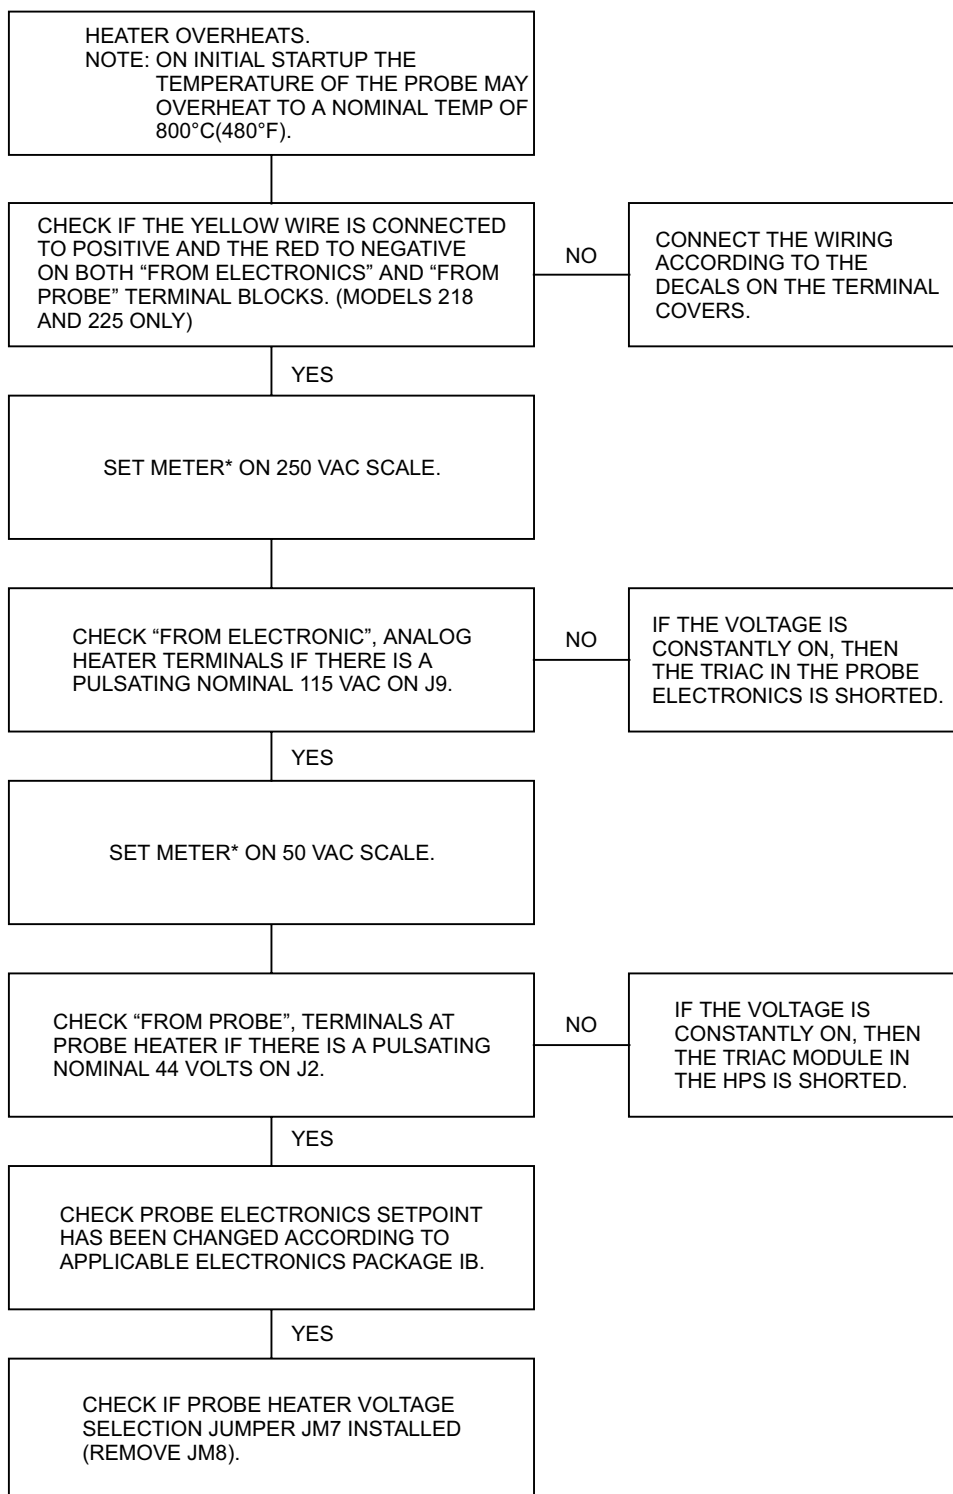 HEATER OVERHEATS.
NOTE: ON INITIAL STARTUP THE
TEMPERATURE OF THE PROBE MAY
OVERHEAT TO A NOMINAL TEMP OF
800°C(480°F).
CHECK IF THE YELLOW WIRE IS CONNECTED
TO POSITIVE AND THE RED TO NEGATIVE
ON BOTH “FROM ELECTRONICS” AND “FROM
PROBE” TERMINAL BLOCKS. (MODELS 218
AND 225 ONLY)
NO
CONNECT THE WIRING
ACCORDING TO THE
DECALS ON THE TERMINAL
COVERS.
YES
SET METER* ON 250 VAC SCALE.
CHECK “FROM ELECTRONIC”, ANALOG
HEATER TERMINALS IF THERE IS A
PULSATING NOMINAL 115 VAC ON J9.
NO
IF THE VOLTAGE IS
CONSTANTLY ON, THEN
THE TRIAC IN THE PROBE
ELECTRONICS IS SHORTED.
YES
SET METER* ON 50 VAC SCALE.
CHECK “FROM PROBE”, TERMINALS AT
PROBE HEATER IF THERE IS A PULSATING
NOMINAL 44 VOLTS ON J2.
NO
IF THE VOLTAGE IS
CONSTANTLY ON, THEN
THE TRIAC MODULE IN
THE HPS IS SHORTED.
YES
CHECK PROBE ELECTRONICS SETPOINT
HAS BEEN CHANGED ACCORDING TO
APPLICABLE ELECTRONICS PACKAGE IB.
YES
CHECK IF PROBE HEATER VOLTAGE
SELECTION JUMPER JM7 INSTALLED
(REMOVE JM8).